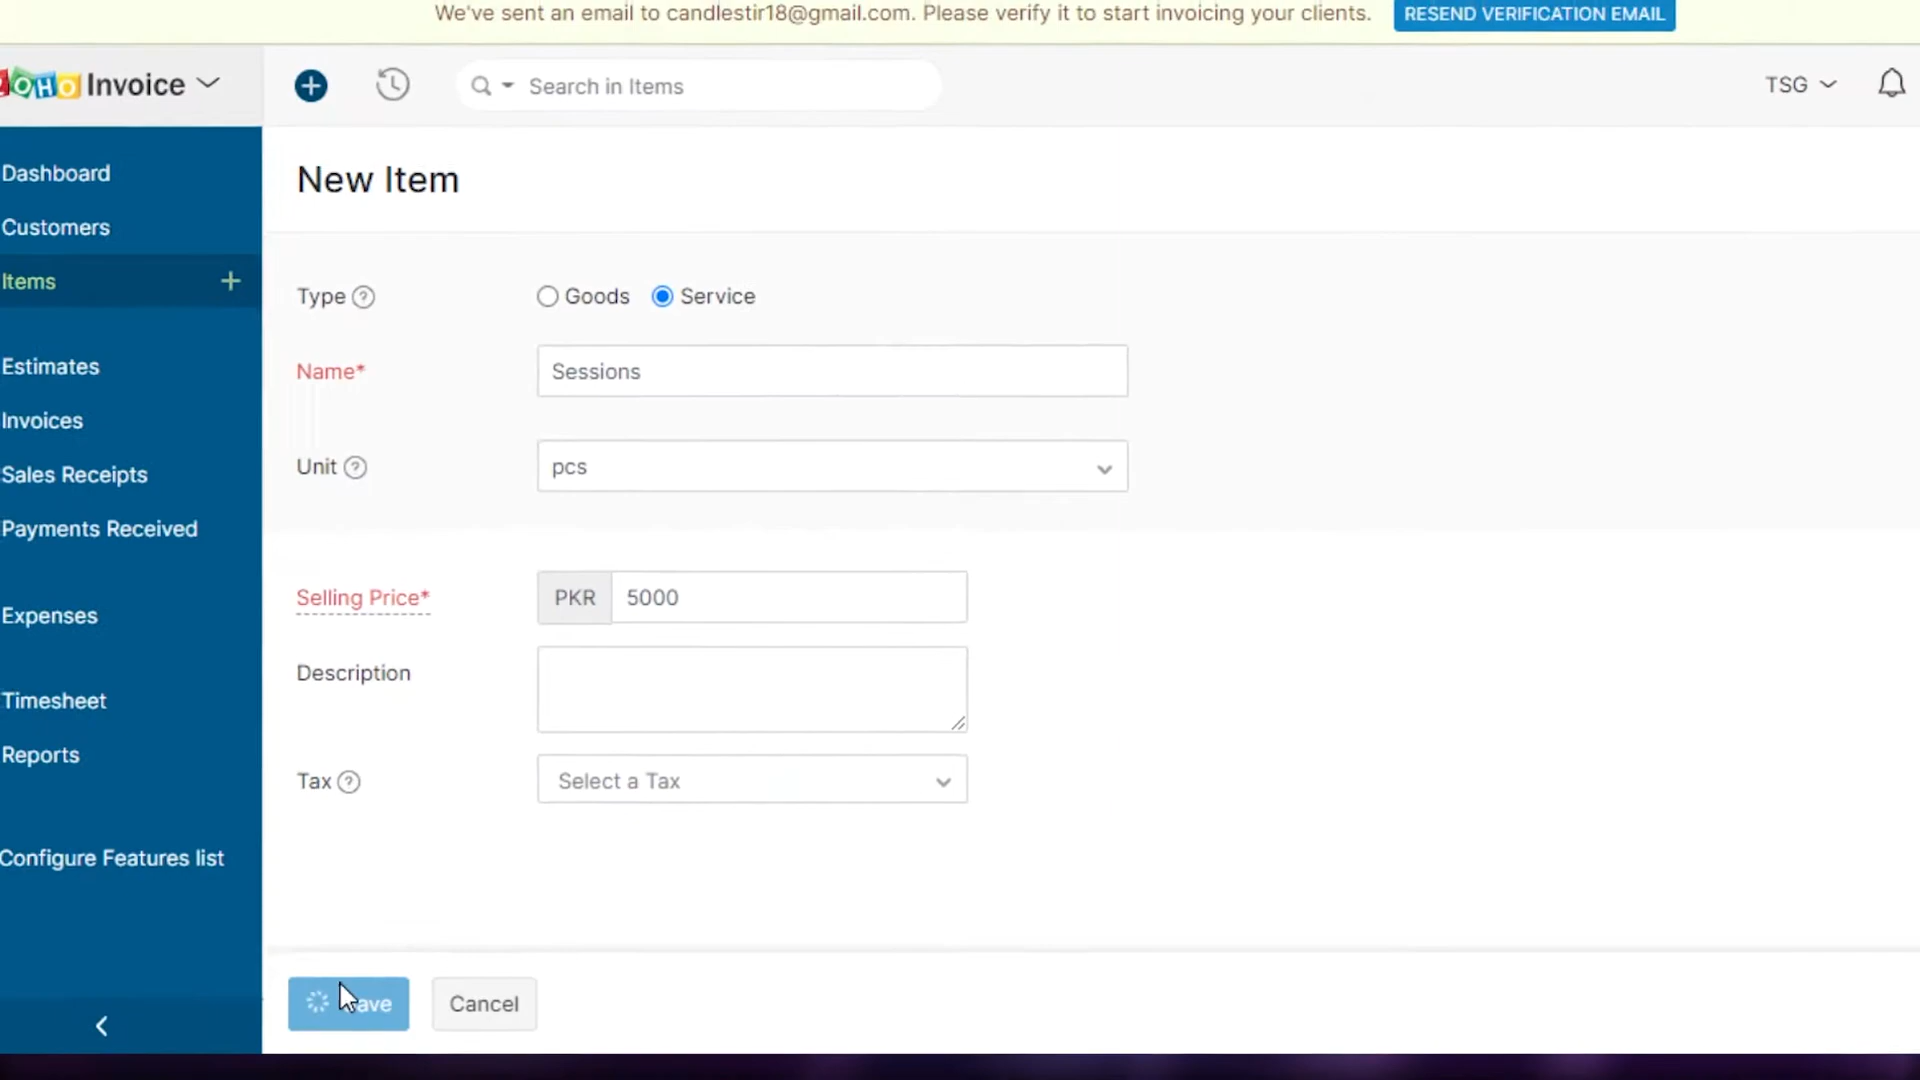 We've sent an email to candlestir18@gmail.com. Please verify it to start invoicing your clients. RESEND VERIFICATION EMAIL
ZOHO Invoice
Search in Items
TSG
Dashboard
Customers
Items +
Estimates
Invoices
Sales Receipts
Payments Received
Expenses
Timesheet
Reports
Configure Features list
New Item
Type ? Goods Service
Name* Sessions
Unit ? pcs
Selling Price* PKR 5000
Description
Tax ? Select a Tax
Cancel